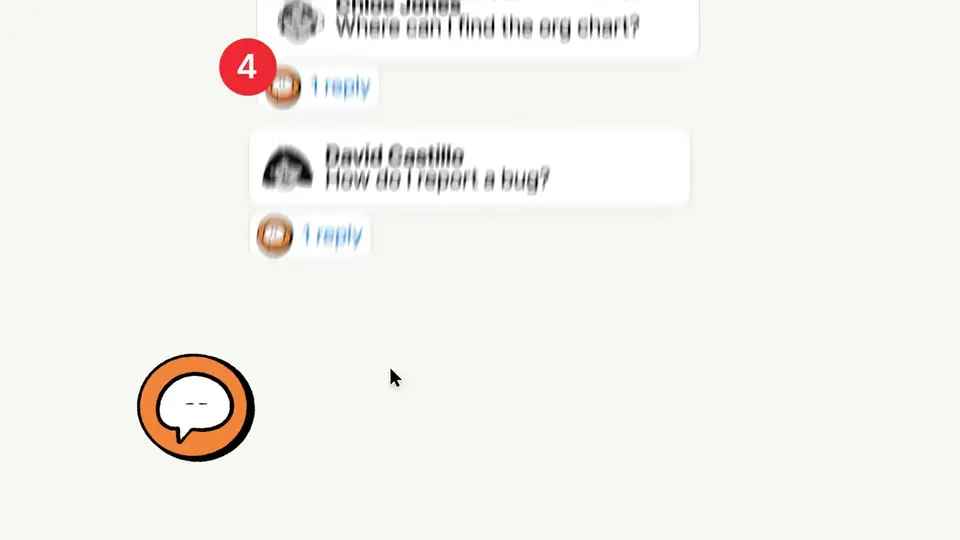 Chloe Jones
Where can I find the org chart?
4
1 reply
David Castillo
How do I report a bug?
1 reply